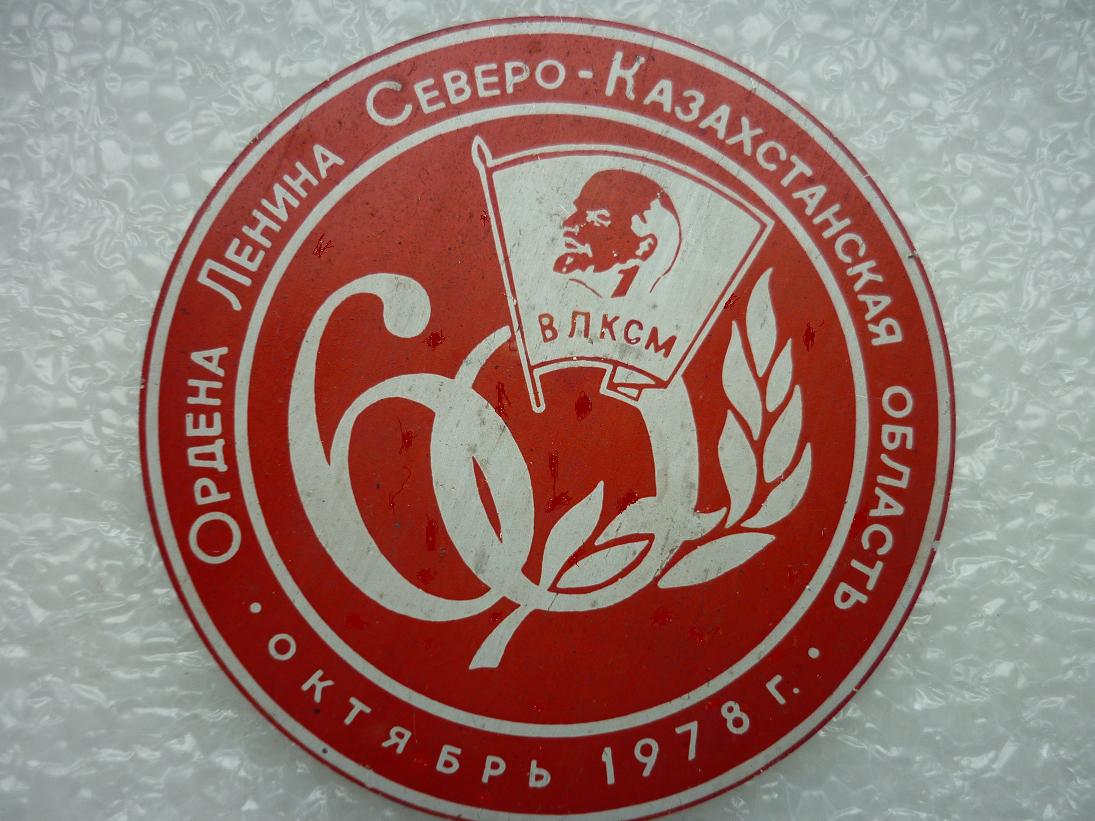 Ордена Ленина Северо-Казахстанская область
ВЛКСМ
60
· октябрь 1978 г. ·